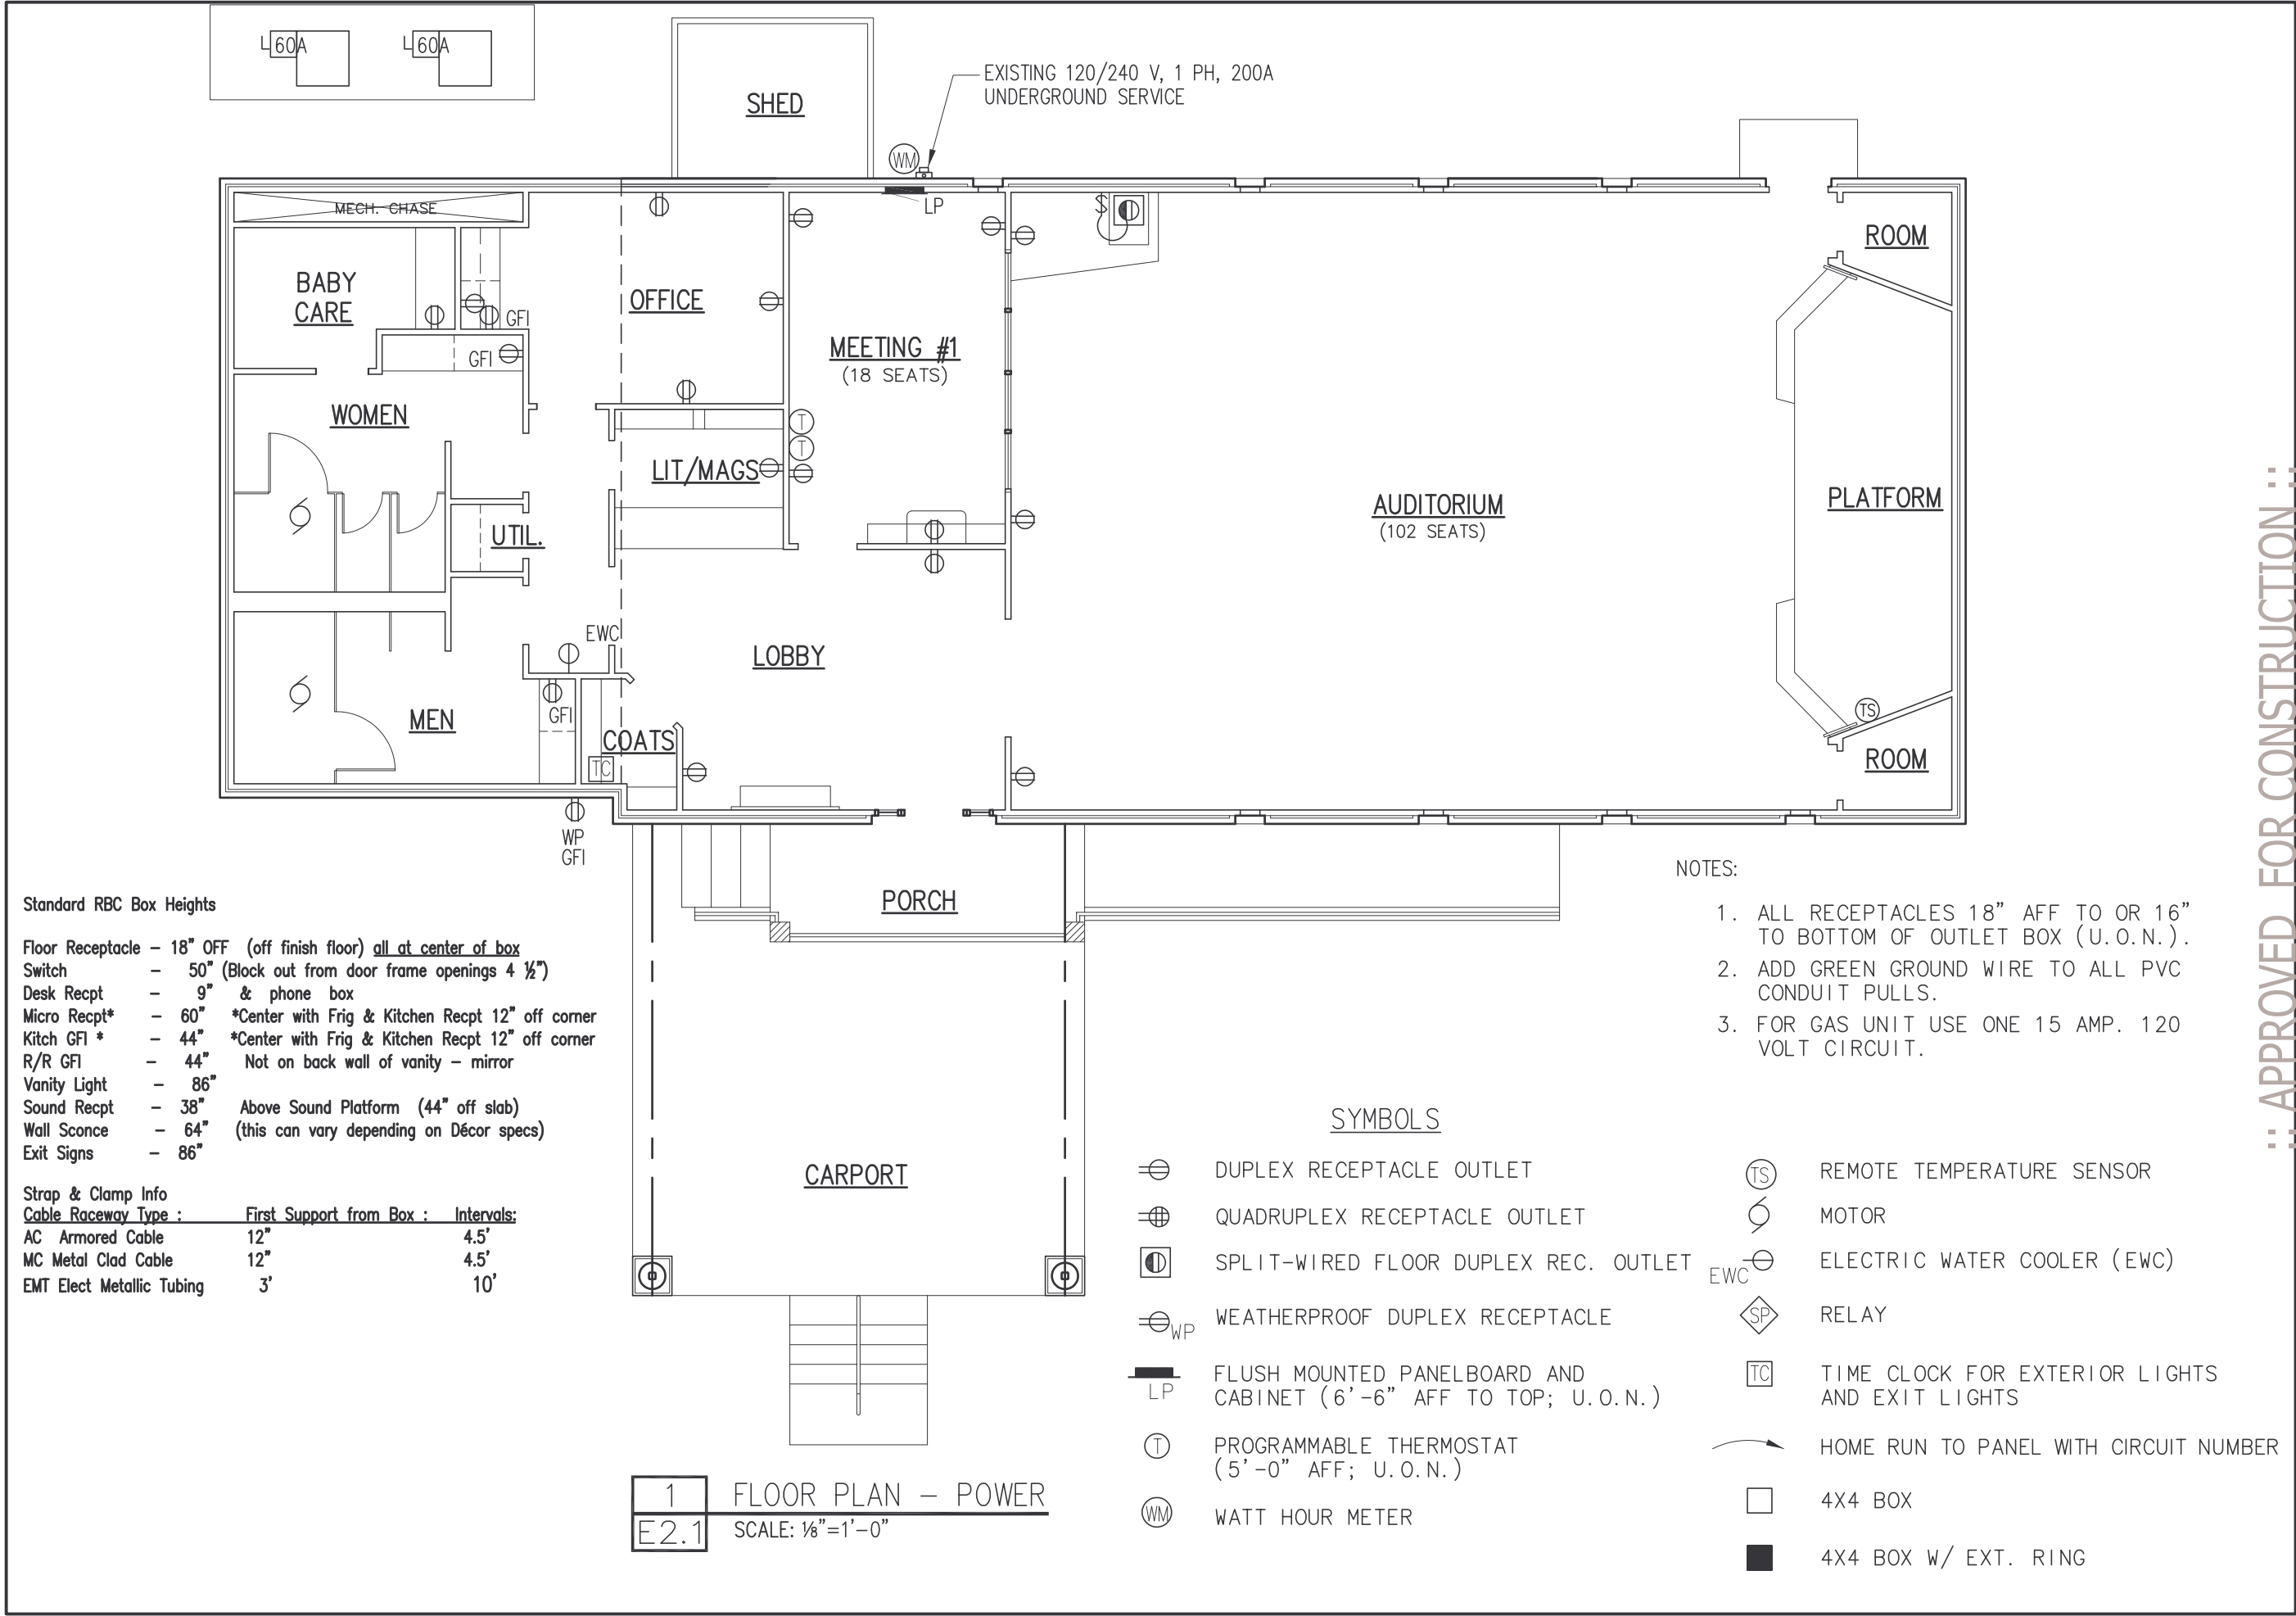 60A
60A
SHED
EXISTING 120/240 V, 1 PH, 200A
UNDERGROUND SERVICE
WM
LP
MECH. CHASE
$
ROOM
BABY
CARE
OFFICE
GFI
GFI
MEETING #1
(18 SEATS)
WOMEN
T
T
LIT/MAGS
AUDITORIUM
(102 SEATS)
PLATFORM
UTIL.
EWC
LOBBY
TS
MEN
GFI
COATS
TC
ROOM
WP
GFI
PORCH
CARPORT
Standard RBC Box Heights
Floor Receptacle – 18" OFF (off finish floor) all at center of box
Switch – 50" (Block out from door frame openings 4 ½")
Desk Recpt – 9" & phone box
Micro Recpt* – 60" *Center with Frig & Kitchen Recpt 12" off corner
Kitch GFI * – 44" *Center with Frig & Kitchen Recpt 12" off corner
R/R GFI – 44" Not on back wall of vanity – mirror
Vanity Light – 86"
Sound Recpt – 38" Above Sound Platform (44" off slab)
Wall Sconce – 64" (this can vary depending on Décor specs)
Exit Signs – 86"
Strap & Clamp Info
Cable Raceway Type : First Support from Box : Intervals:
AC Armored Cable 12" 4.5'
MC Metal Clad Cable 12" 4.5'
EMT Elect Metallic Tubing 3' 10'
NOTES:
1. ALL RECEPTACLES 18" AFF TO OR 16"
TO BOTTOM OF OUTLET BOX (U.O.N.).
2. ADD GREEN GROUND WIRE TO ALL PVC
CONDUIT PULLS.
3. FOR GAS UNIT USE ONE 15 AMP. 120
VOLT CIRCUIT.
SYMBOLS
DUPLEX RECEPTACLE OUTLET
QUADRUPLEX RECEPTACLE OUTLET
SPLIT-WIRED FLOOR DUPLEX REC. OUTLET
WP WEATHERPROOF DUPLEX RECEPTACLE
LP FLUSH MOUNTED PANELBOARD AND
CABINET (6'-6" AFF TO TOP; U.O.N.)
T PROGRAMMABLE THERMOSTAT
(5'-0" AFF; U.O.N.)
WM WATT HOUR METER
TS REMOTE TEMPERATURE SENSOR
MOTOR
EWC ELECTRIC WATER COOLER (EWC)
SP RELAY
TC TIME CLOCK FOR EXTERIOR LIGHTS
AND EXIT LIGHTS
HOME RUN TO PANEL WITH CIRCUIT NUMBER
4X4 BOX
4X4 BOX W/ EXT. RING
1 FLOOR PLAN – POWER
E2.1 SCALE: ⅛"=1'–0"
:: APPROVED FOR CONSTRUCTION ::